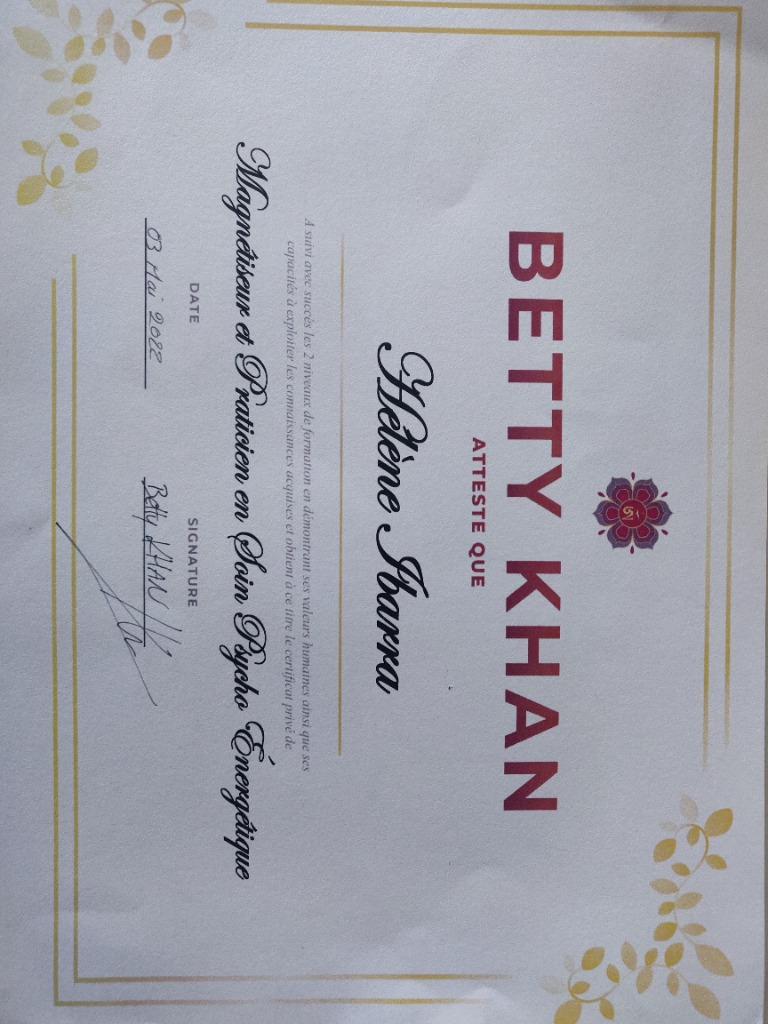 BETTY KHAN
ATTESTE QUE
Hélène Ibarra
A suivi avec succès les 2 niveaux de formation en démontrant ses valeurs humaines ainsi que ses
capacités à exploiter les connaissances acquises et obtient à ce titre le certificat privé de
Magnétiseur et Praticien en Soin Psycho Énergétique
DATE
SIGNATURE
03 Mai 2022
Betty KHAN